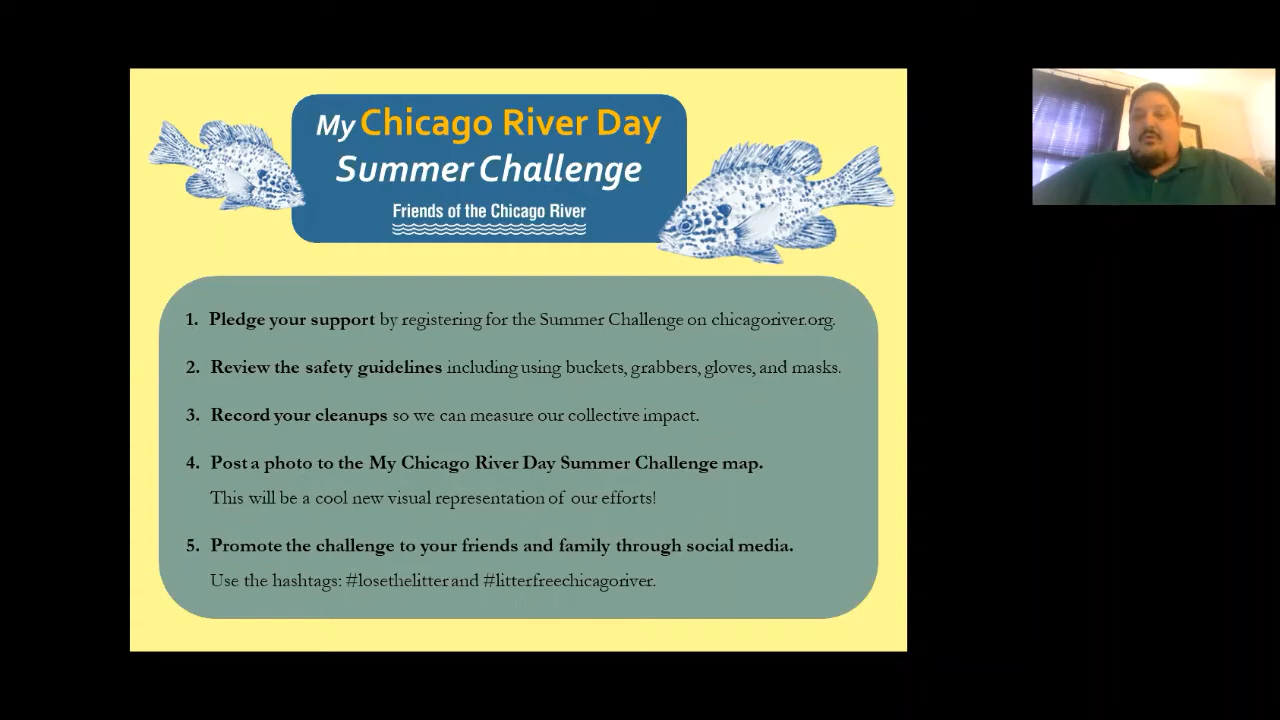 My Chicago River Day
Summer Challenge
Friends of the Chicago River
1. Pledge your support by registering for the Summer Challenge on chicagoriver.org.
2. Review the safety guidelines including using buckets, grabbers, gloves, and masks.
3. Record your cleanups so we can measure our collective impact.
4. Post a photo to the My Chicago River Day Summer Challenge map.
This will be a cool new visual representation of our efforts!
5. Promote the challenge to your friends and family through social media.
Use the hashtags: #losethelitter and #litterfreechicagoriver.